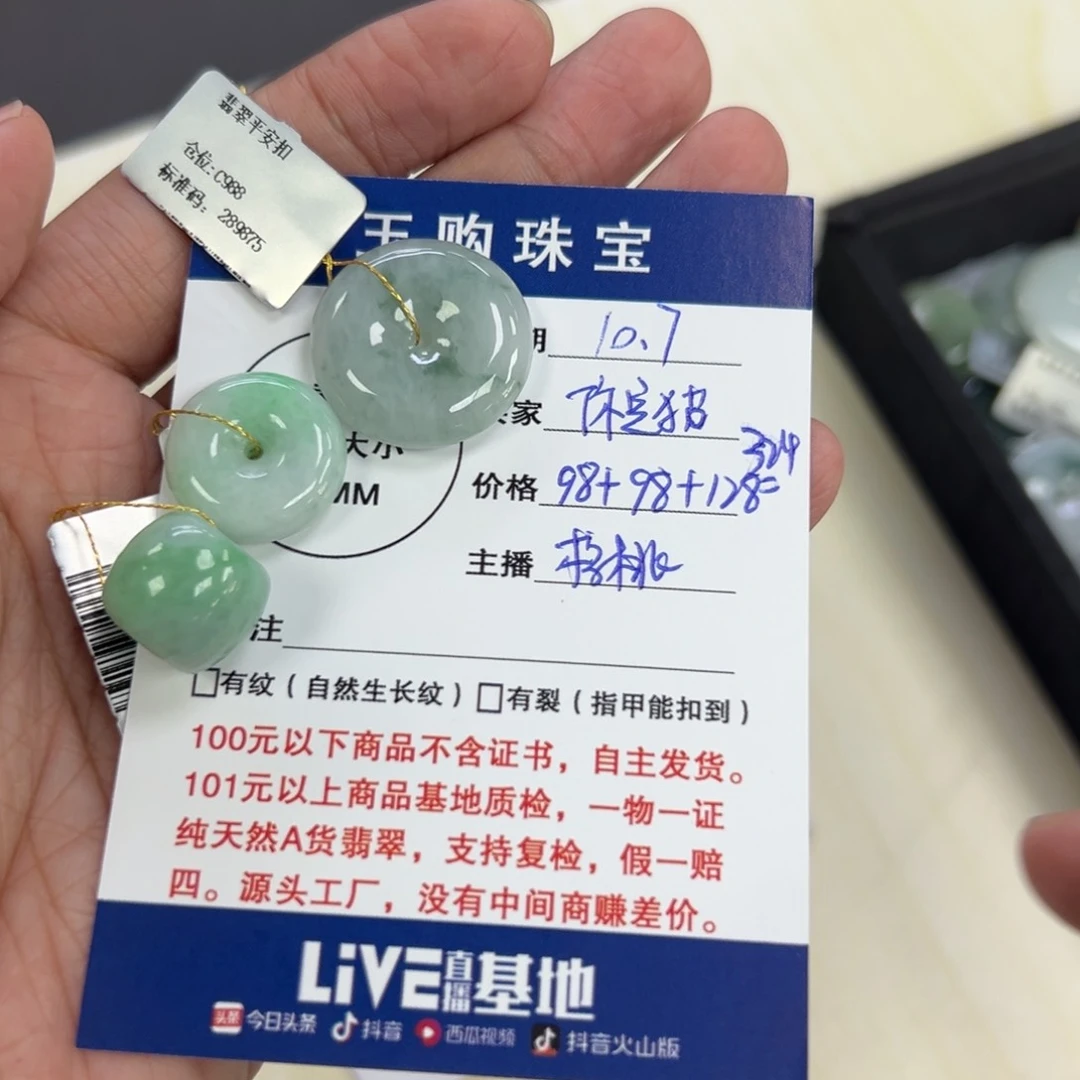 翡翠平安扣
仓位: C988
标准码: 289875
玉购珠宝
期 10.7
家
大小
MM
价格 98+98+128=324
主播
注
□有纹(自然生长纹) □有裂(指甲能扣到)
100元以下商品不含证书，自主发货。
101元以上商品基地质检，一物一证
纯天然A货翡翠，支持复检，假一赔
四。源头工厂，没有中间商赚差价。
LiVE直播基地
头条 今日头条 抖音 西瓜视频 抖音火山版